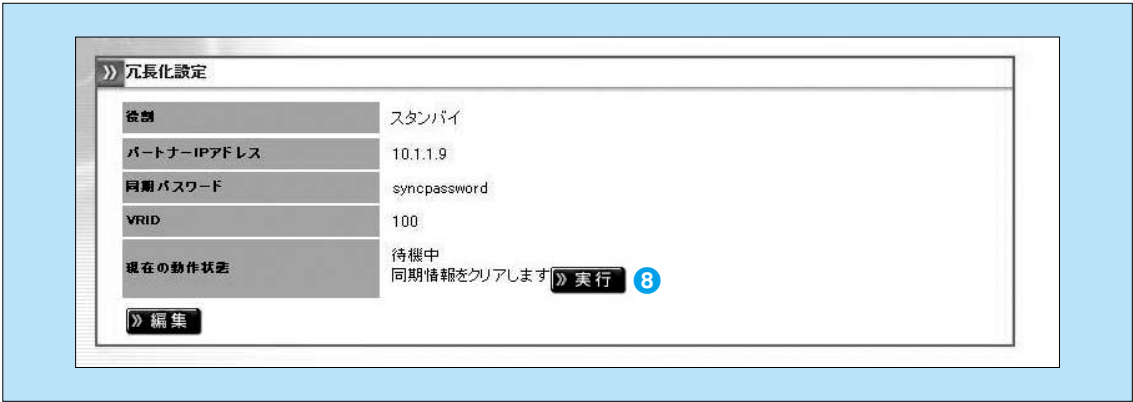 冗長化設定
役割 スタンバイ
パートナーIPアドレス 10.1.1.9
同期パスワード syncpassword
VRID 100
現在の動作状態 待機中
同期情報をクリアします 実行 8
編集